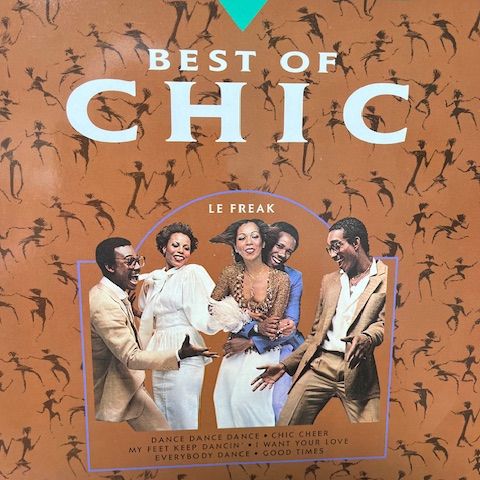 BEST OF
CHIC
LE FREAK
DANCE DANCE DANCE • CHIC CHEER
MY FEET KEEP DANCIN' • I WANT YOUR LOVE
EVERYBODY DANCE • GOOD TIMES